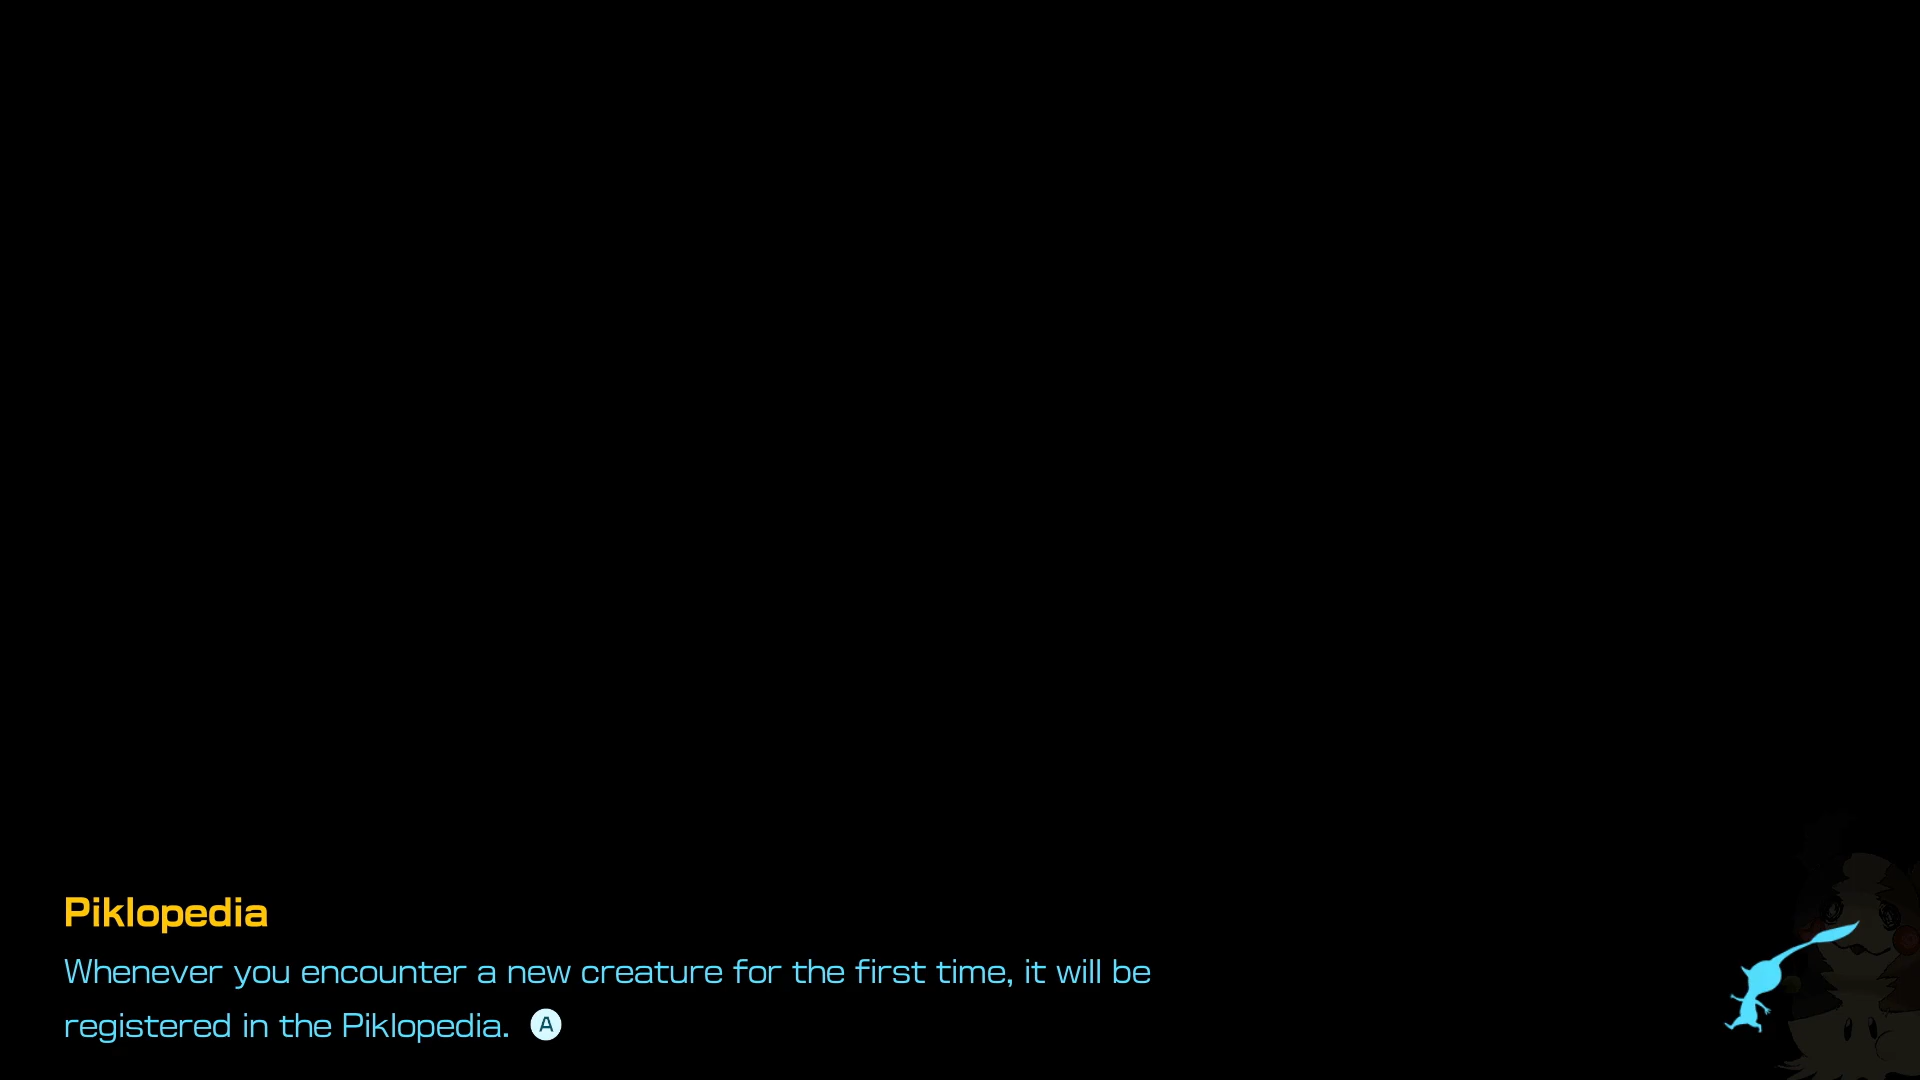 Piklopedia
Whenever you encounter a new creature for the first time, it will be
registered in the Piklopedia. A